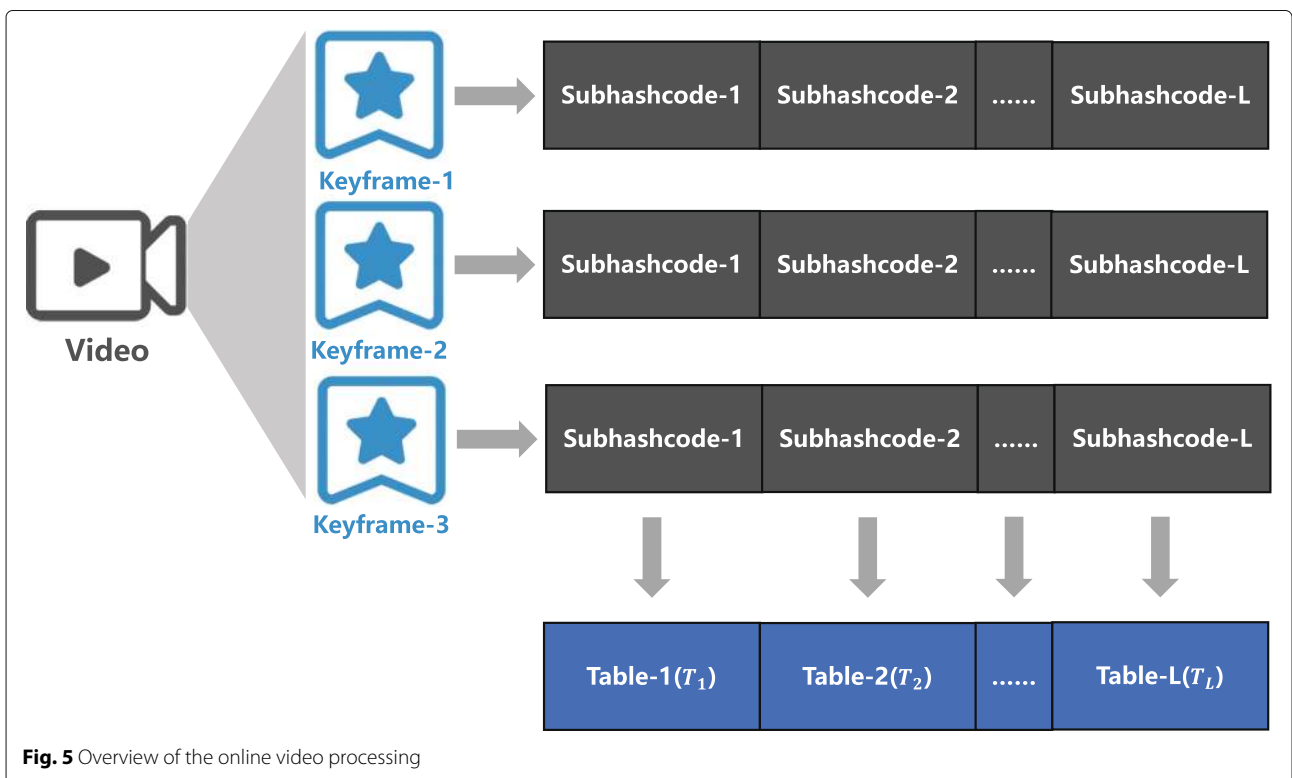 Subhashcode-1 Subhashcode-2 ...... Subhashcode-L
Keyframe-1
Subhashcode-1 Subhashcode-2 ...... Subhashcode-L
Video
Keyframe-2
Subhashcode-1 Subhashcode-2 ...... Subhashcode-L
Keyframe-3
Table-1(T₁) Table-2(T₂) ...... Table-L(T_L)
Fig. 5 Overview of the online video processing